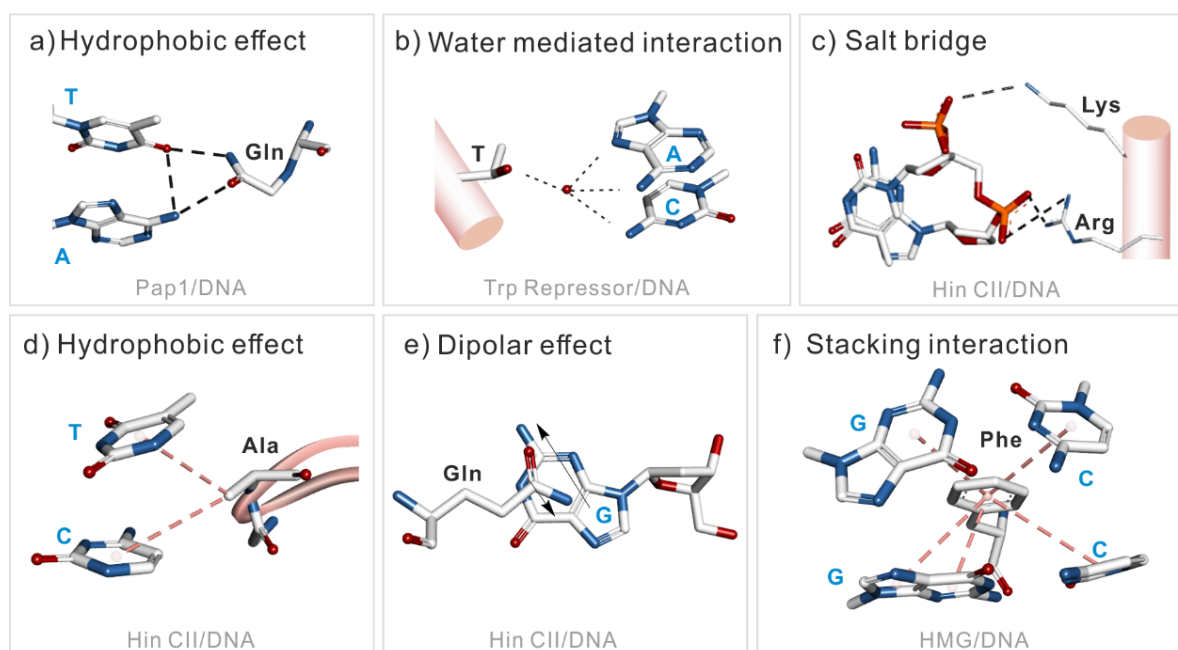 a) Hydrophobic effect
T
Gln
A
Pap1/DNA
b) Water mediated interaction
T
A
C
Trp Repressor/DNA
c) Salt bridge
Lys
Arg
Hin CII/DNA
d) Hydrophobic effect
T
Ala
C
Hin CII/DNA
e) Dipolar effect
Gln
G
Hin CII/DNA
f) Stacking interaction
G
Phe
C
C
G
HMG/DNA